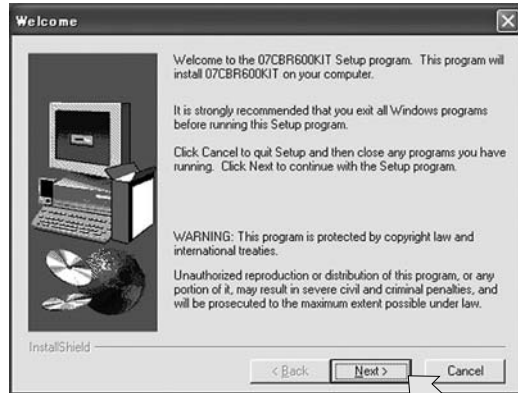 Welcome
Welcome to the 07CBR600KIT Setup program. This program will
install 07CBR600KIT on your computer.
It is strongly recommended that you exit all Windows programs
before running this Setup program.
Click Cancel to quit Setup and then close any programs you have
running. Click Next to continue with the Setup program.
WARNING: This program is protected by copyright law and
international treaties.
Unauthorized reproduction or distribution of this program, or any
portion of it, may result in severe civil and criminal penalties, and
will be prosecuted to the maximum extent possible under law.
InstallShield
< Back
Next >
Cancel